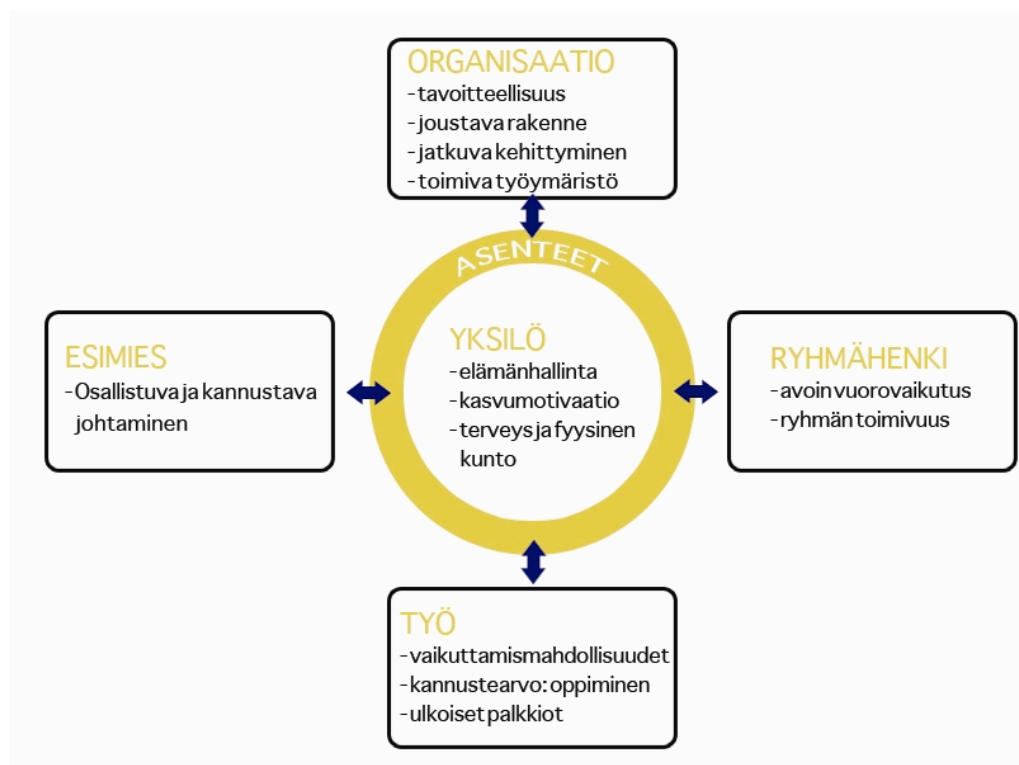 ORGANISAATIO
-tavoitteellisuus
-joustava rakenne
-jatkuva kehittyminen
-toimiva työymäristö
ASENTEET
ESIMIES
-Osallistuva ja kannustava
johtaminen
YKSILÖ
-elämänhallinta
-kasvumotivaatio
-terveys ja fyysinen
kunto
RYHMÄHENKI
-avoin vuorovaikutus
-ryhmän toimivuus
TYÖ
-vaikuttamismahdollisuudet
-kannustearvo: oppiminen
-ulkoiset palkkiot